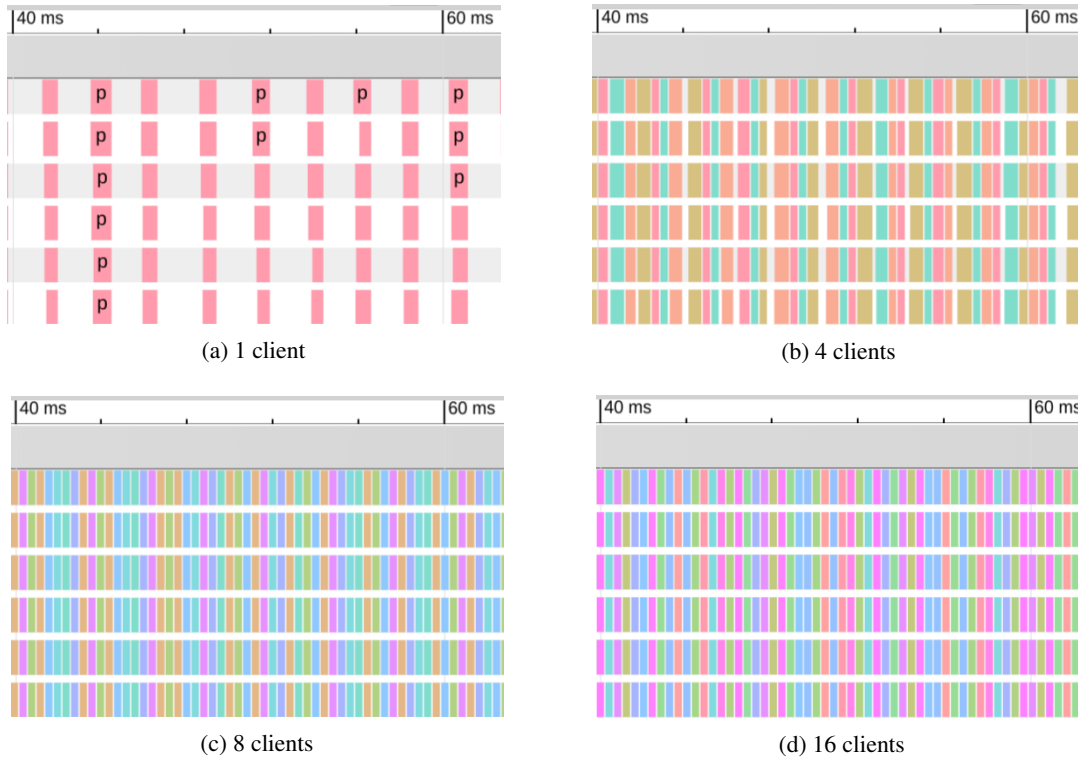 40 ms 60 ms
p p p p
p p p
p p
p
p
p
(a) 1 client
40 ms 60 ms
(b) 4 clients
40 ms 60 ms
(c) 8 clients
40 ms 60 ms
(d) 16 clients